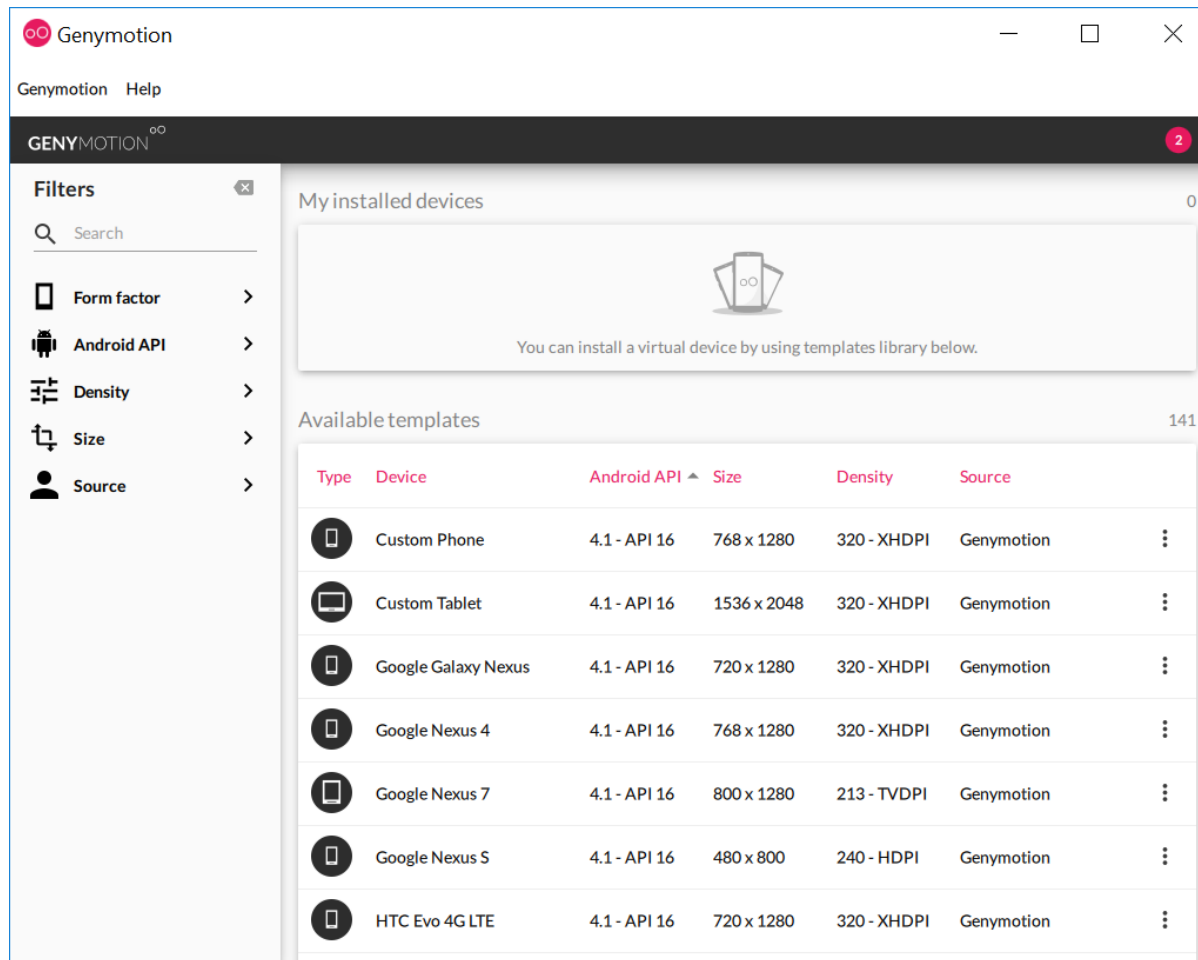 Genymotion
Genymotion Help
GENYMOTION oO 2
Filters
Search
Form factor
Android API
Density
Size
Source
My installed devices 0
You can install a virtual device by using templates library below.
Available templates 141
Type Device Android API Size Density Source
Custom Phone 4.1 - API 16 768 x 1280 320 - XHDPI Genymotion
Custom Tablet 4.1 - API 16 1536 x 2048 320 - XHDPI Genymotion
Google Galaxy Nexus 4.1 - API 16 720 x 1280 320 - XHDPI Genymotion
Google Nexus 4 4.1 - API 16 768 x 1280 320 - XHDPI Genymotion
Google Nexus 7 4.1 - API 16 800 x 1280 213 - TVDPI Genymotion
Google Nexus S 4.1 - API 16 480 x 800 240 - HDPI Genymotion
HTC Evo 4G LTE 4.1 - API 16 720 x 1280 320 - XHDPI Genymotion